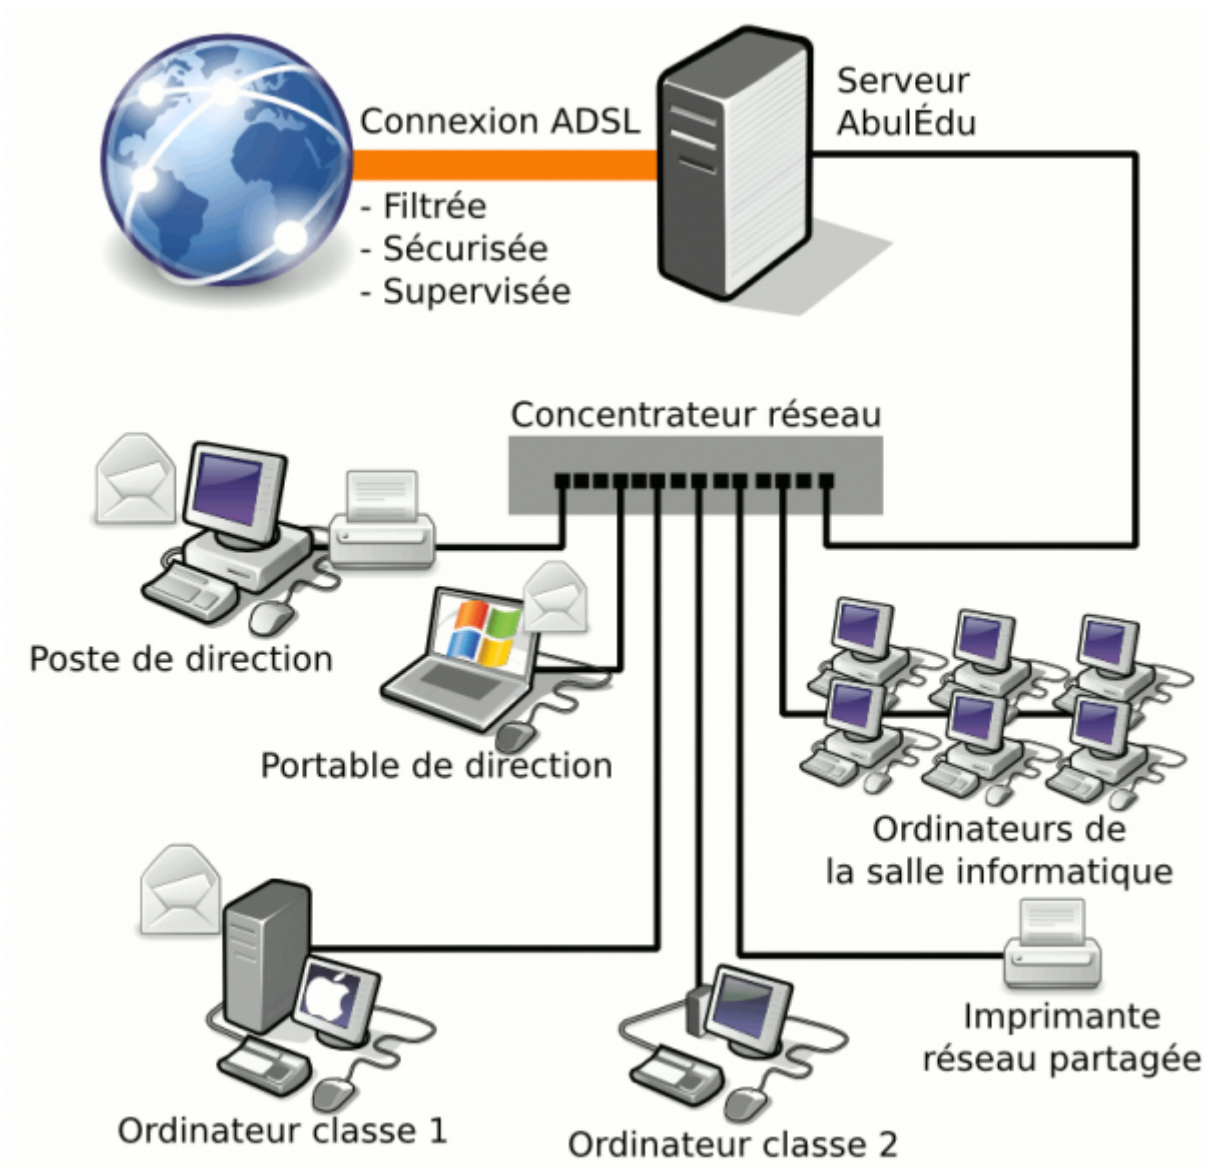 Connexion ADSL
- Filtrée
- Sécurisée
- Supervisée
Serveur
AbulÉdu
Concentrateur réseau
Poste de direction
Portable de direction
Ordinateurs de
la salle informatique
Imprimante
réseau partagée
Ordinateur classe 1
Ordinateur classe 2